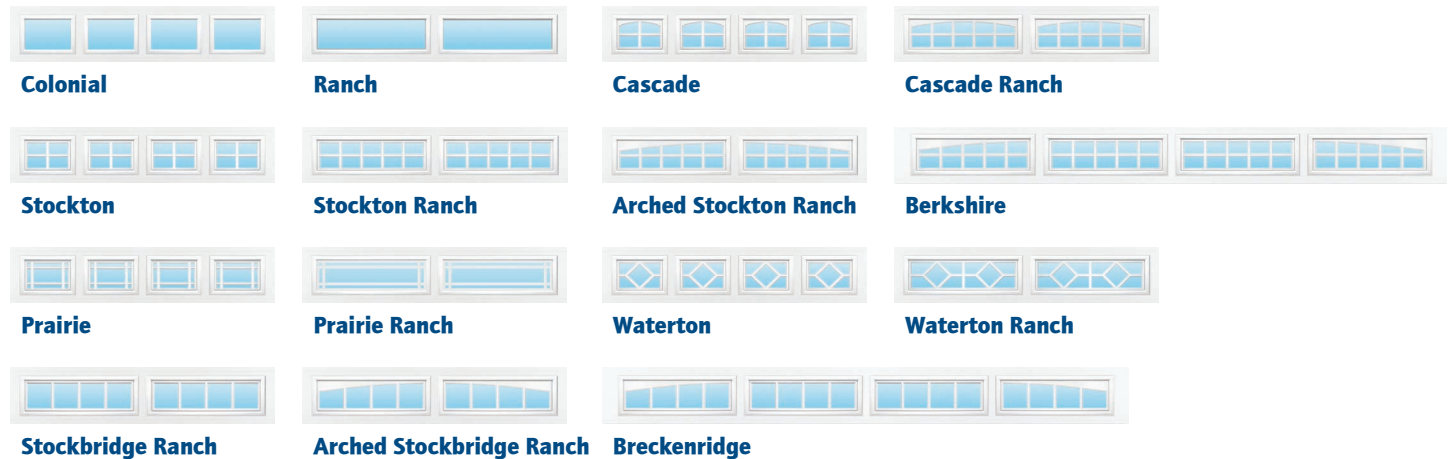 Colonial
Ranch
Cascade
Cascade Ranch
Stockton
Stockton Ranch
Arched Stockton Ranch
Berkshire
Prairie
Prairie Ranch
Waterton
Waterton Ranch
Stockbridge Ranch
Arched Stockbridge Ranch
Breckenridge